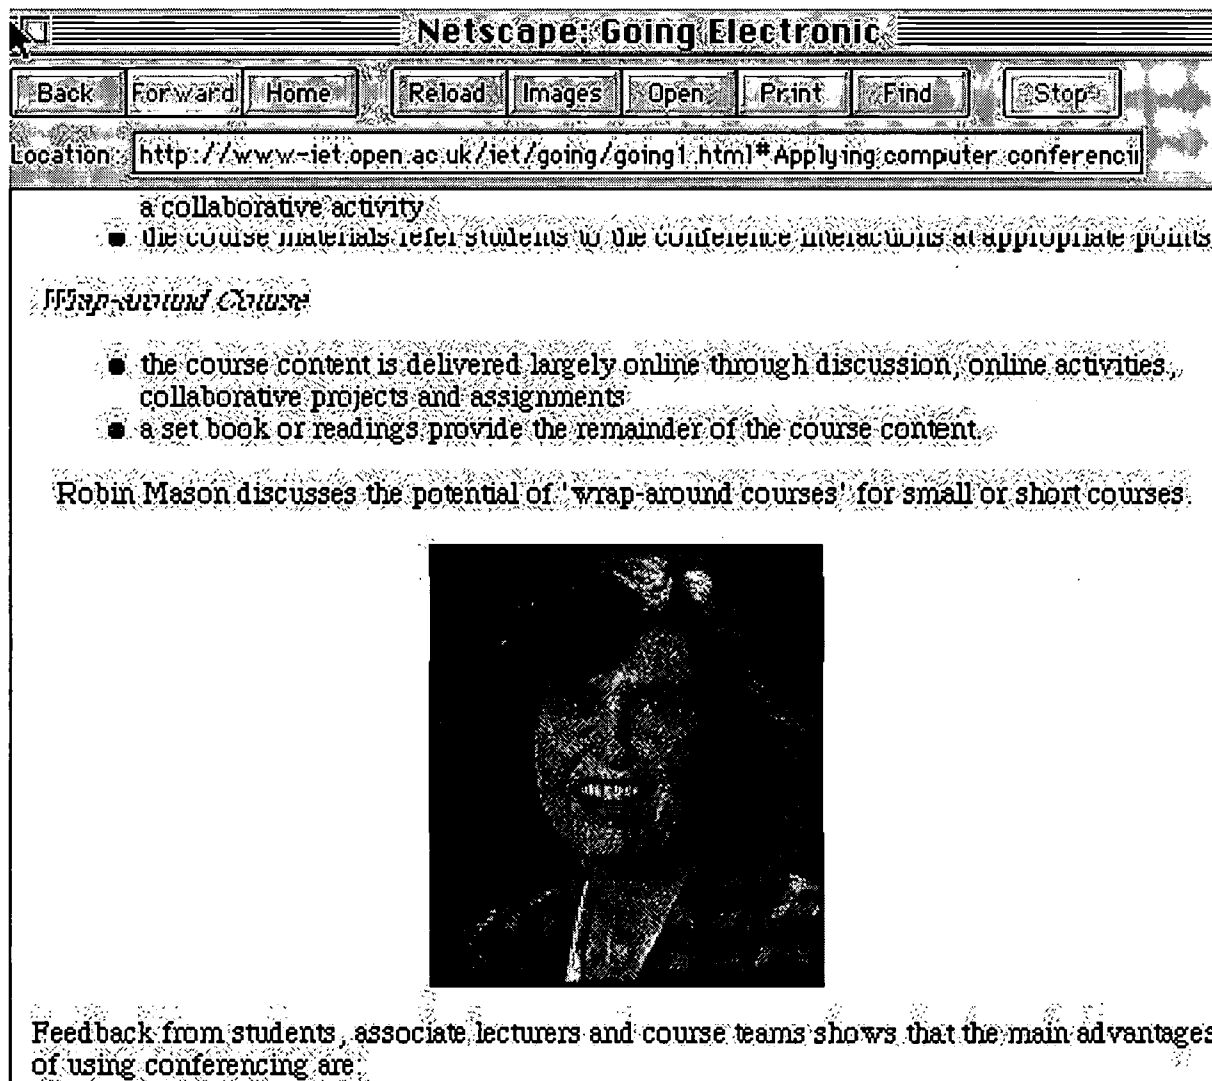 Netscape: Going Electronic
Back Forward Home Reload Images Open Print Find Stop
Location: http://www-iet.open.ac.uk/iet/going/going1.html#Applying computer conferencin
a collaborative activity
■ the course materials refer students to the conference interactions at appropriate points
Wrap-around Course
■ the course content is delivered largely online through discussion, online activities,
collaborative projects and assignments
■ a set book or readings provide the remainder of the course content.
Robin Mason discusses the potential of 'wrap-around courses' for small or short courses.
Feedback from students, associate lecturers and course teams shows that the main advantages
of using conferencing are: